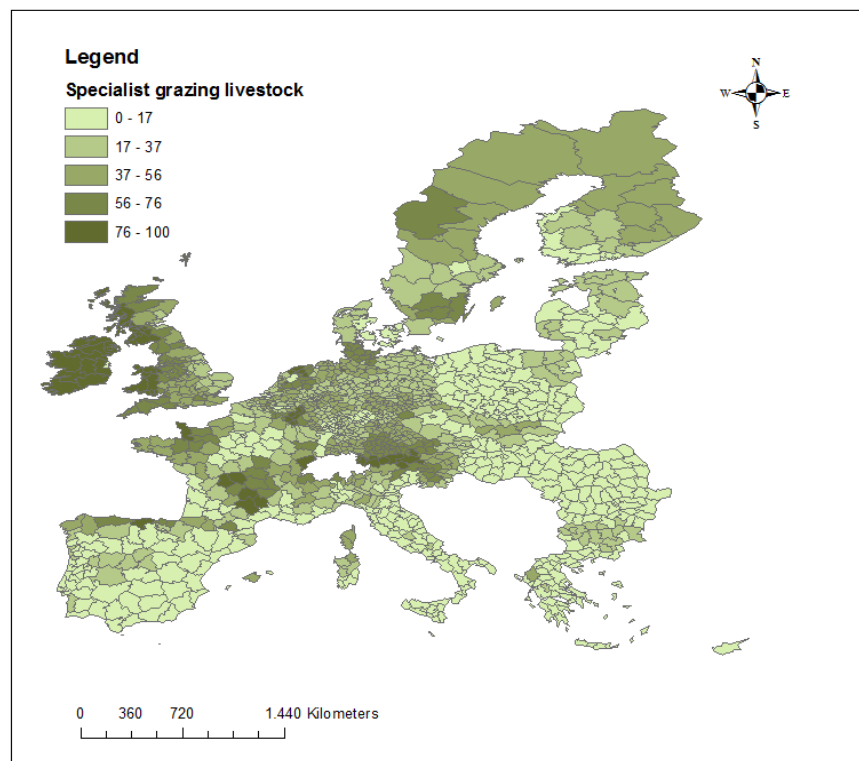 Legend
Specialist grazing livestock
0 - 17
17 - 37
37 - 56
56 - 76
76 - 100
N
W E
S
0 360 720 1.440 Kilometers